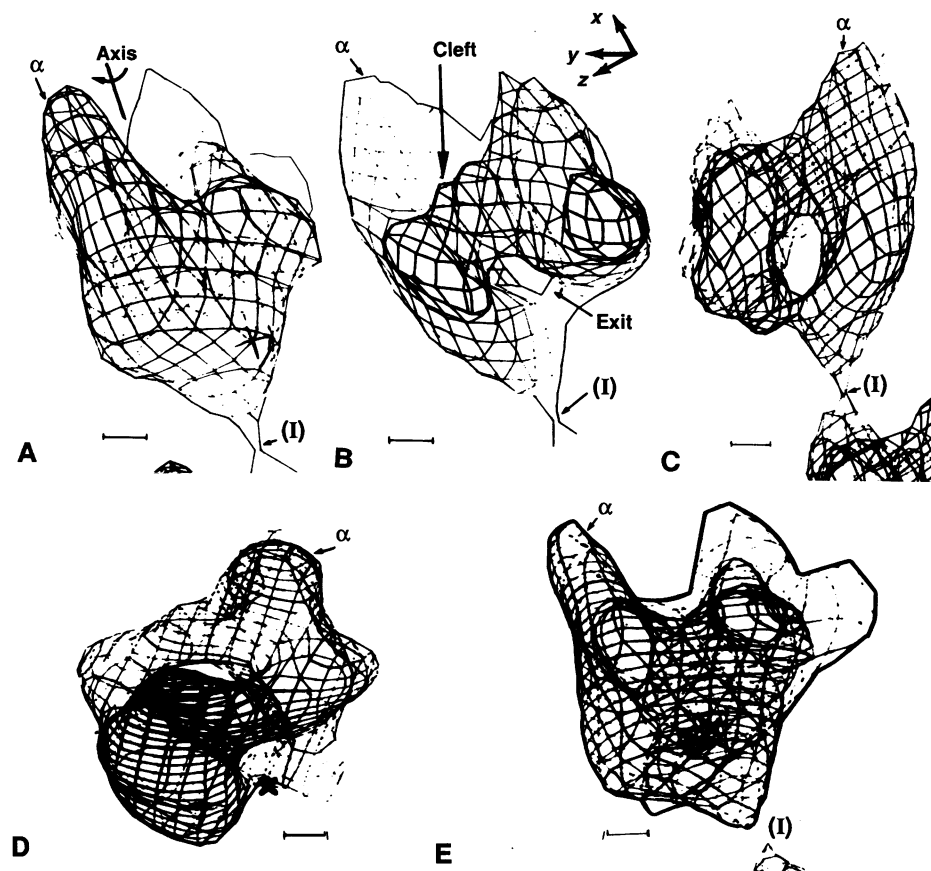 α
Axis
(I)
A
α
Cleft
x
y
z
Exit
(I)
B
α
(I)
C
α
D
α
(I)
E